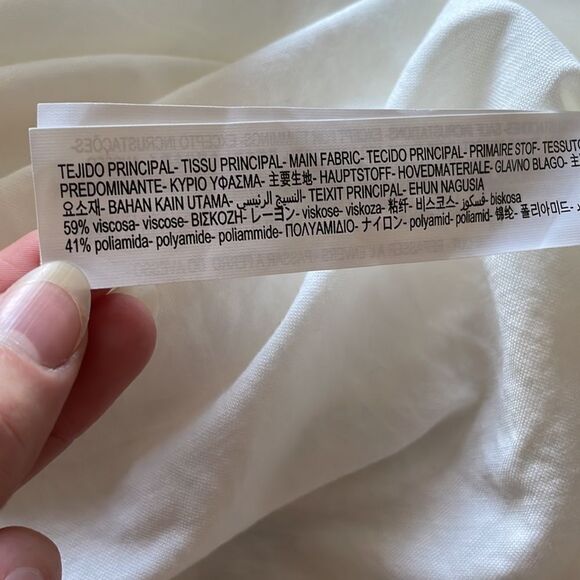 TEJIDO PRINCIPAL- TISSU PRINCIPAL- MAIN FABRIC- TECIDO PRINCIPAL- PRIMAIRE STOF- TESSUTO
PREDOMINANTE- ΚΥΡΙΟ ΥΦΑΣΜΑ- 主要生地- HAUPTSTOFF- HOVEDMATERIALE- GLAVNO BLAGO- 主
요소재- BAHAN KAIN UTAMA- النسيج الرئيسي- TEIXIT PRINCIPAL- EHUN NAGUSIA
59% viscosa- viscose- ΒΙΣΚΟΖΗ- レーヨン- viskose- viskoza- 粘纤- 비스코스- فسكوز- biskosa
41% poliamida- polyamide- poliammide- ΠΟΛΥΑΜΙΔΙΟ- ナイロン- polyamid- poliamid- 锦纶- 폴리아미드-